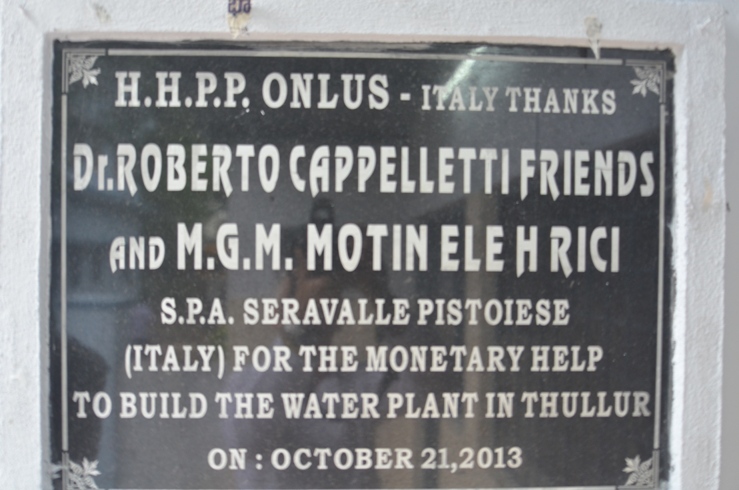 H.H.P.P. ONLUS - ITALY THANKS
Dr.ROBERTO CAPPELLETTI FRIENDS
AND M.G.M. MOTIN ELE H RICI
S.P.A. SERAVALLE PISTOIESE
(ITALY) FOR THE MONETARY HELP
TO BUILD THE WATER PLANT IN THULLUR
ON : OCTOBER 21,2013